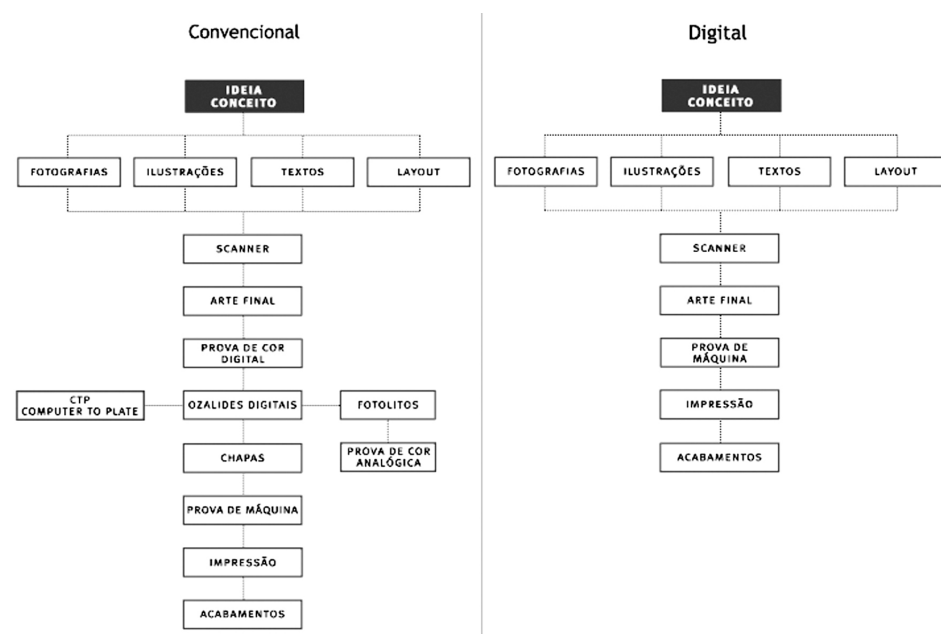 Convencional
IDEIA
CONCEITO
FOTOGRAFIAS
ILUSTRAÇÕES
TEXTOS
LAYOUT
SCANNER
ARTE FINAL
PROVA DE COR
DIGITAL
CTP
COMPUTER TO PLATE
OZALIDES DIGITAIS
FOTOLITOS
CHAPAS
PROVA DE COR
ANALÓGICA
PROVA DE MÁQUINA
IMPRESSÃO
ACABAMENTOS
Digital
IDEIA
CONCEITO
FOTOGRAFIAS
ILUSTRAÇÕES
TEXTOS
LAYOUT
SCANNER
ARTE FINAL
PROVA DE
MÁQUINA
IMPRESSÃO
ACABAMENTOS